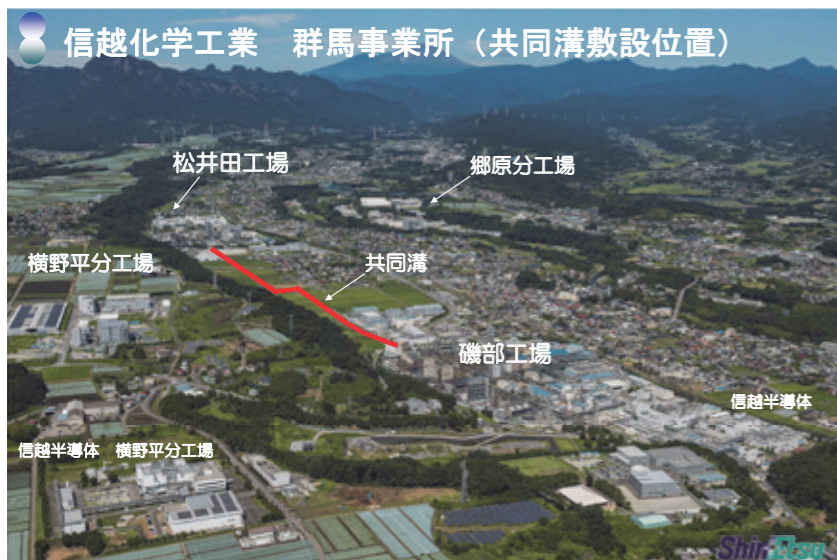 信越化学工業　群馬事業所（共同溝敷設位置）
松井田工場
郷原分工場
横野平分工場
共同溝
磯部工場
信越半導体
信越半導体　横野平分工場
ShinEtsu